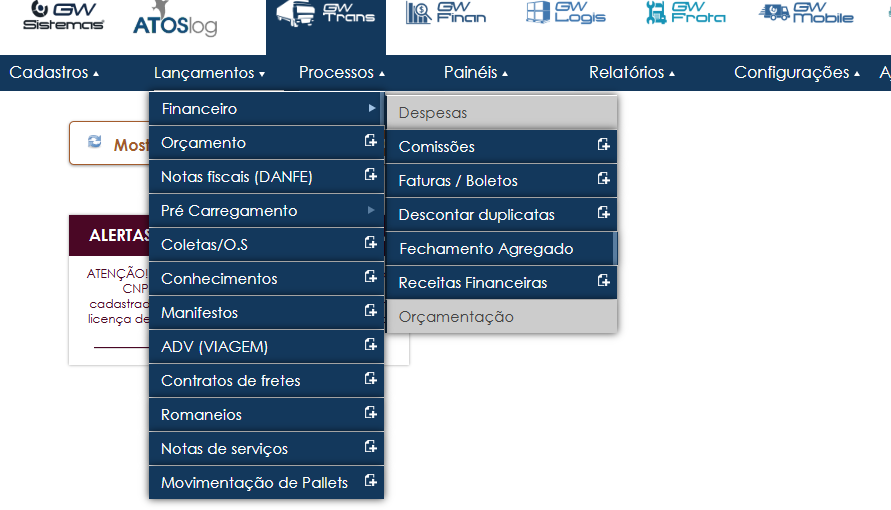 GW Sistemas
ATOSlog
GW Trans
GW Finan
GW Logis
GW Frota
GW Mobile
Cadastros
Lançamentos
Processos
Painéis
Relatórios
Configurações
Financeiro
Orçamento
Notas fiscais (DANFE)
Pré Carregamento
Coletas/O.S
Conhecimentos
Manifestos
ADV (VIAGEM)
Contratos de fretes
Romaneios
Notas de serviços
Movimentação de Pallets
Despesas
Comissões
Faturas / Boletos
Descontar duplicatas
Fechamento Agregado
Receitas Financeiras
Orçamentação
Most
ALERTAS
ATENÇÃO!
CNP
cadastrad
licença de